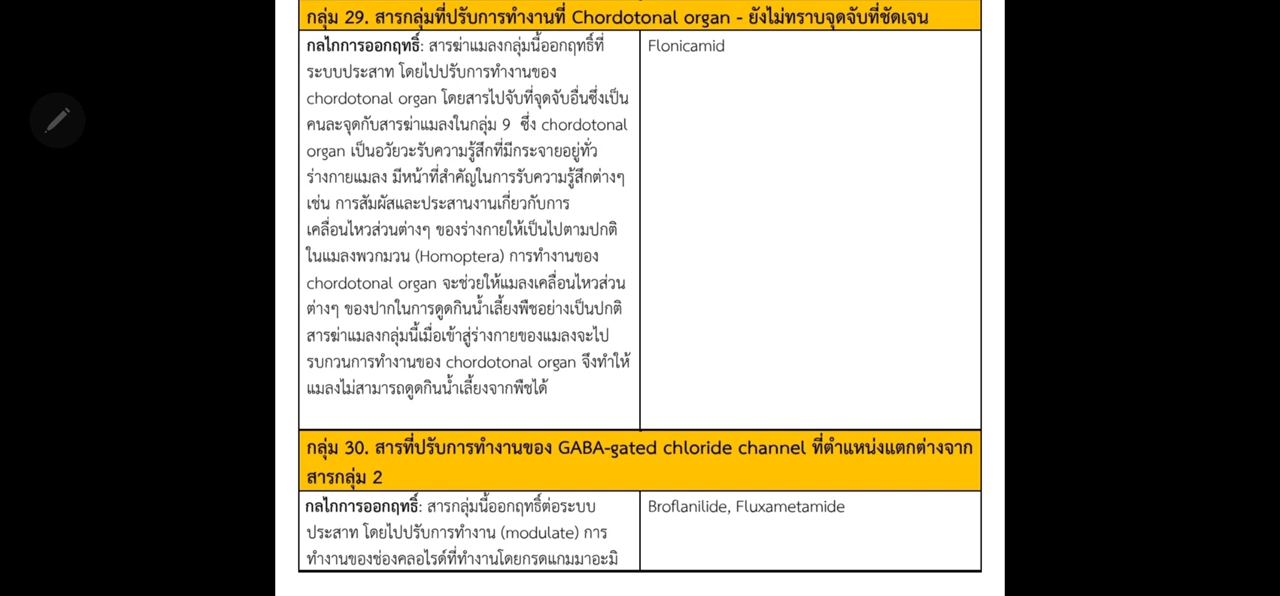 กลุ่ม 29. สารกลุ่มที่ปรับการทำงานที่ Chordotonal organ - ยังไม่ทราบจุดจับที่ชัดเจน
กลไกการออกฤทธิ์: สารฆ่าแมลงกลุ่มนี้ออกฤทธิ์ที่
ระบบประสาท โดยไปปรับการทำงานของ
chordotonal organ โดยสารไปจับที่จุดจับอื่นซึ่งเป็น
คนละจุดกับสารฆ่าแมลงในกลุ่ม 9 ซึ่ง chordotonal
organ เป็นอวัยวะรับความรู้สึกที่มีกระจายอยู่ทั่ว
ร่างกายแมลง มีหน้าที่สำคัญในการรับความรู้สึกต่างๆ
เช่น การสัมผัสและประสานงานเกี่ยวกับการ
เคลื่อนไหวส่วนต่างๆ ของร่างกายให้เป็นไปตามปกติ
ในแมลงพวกมวน (Homoptera) การทำงานของ
chordotonal organ จะช่วยให้แมลงเคลื่อนไหวส่วน
ต่างๆ ของปากในการดูดกินน้ำเลี้ยงพืชอย่างเป็นปกติ
สารฆ่าแมลงกลุ่มนี้เมื่อเข้าสู่ร่างกายของแมลงจะไป
รบกวนการทำงานของ chordotonal organ จึงทำให้
แมลงไม่สามารถดูดกินน้ำเลี้ยงจากพืชได้
Flonicamid
กลุ่ม 30. สารที่ปรับการทำงานของ GABA-gated chloride channel ที่ตำแหน่งแตกต่างจาก
สารกลุ่ม 2
กลไกการออกฤทธิ์: สารกลุ่มนี้ออกฤทธิ์ต่อระบบ
ประสาท โดยไปปรับการทำงาน (modulate) การ
ทำงานของช่องคลอไรด์ที่ทำงานโดยกรดแกมมาอะมิ
Broflanilide, Fluxametamide